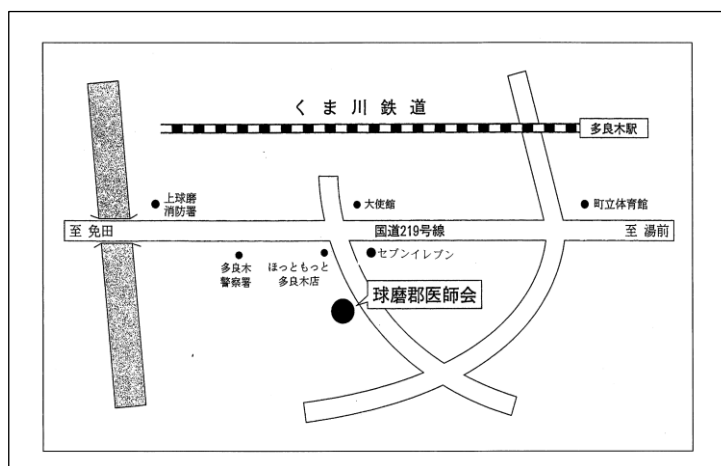 くま川鉄道
多良木駅
上球磨
消防署
大使館
町立体育館
至 免田
国道219号線
至 湯前
多良木
警察署
ほっともっと
多良木店
セブンイレブン
球磨郡医師会